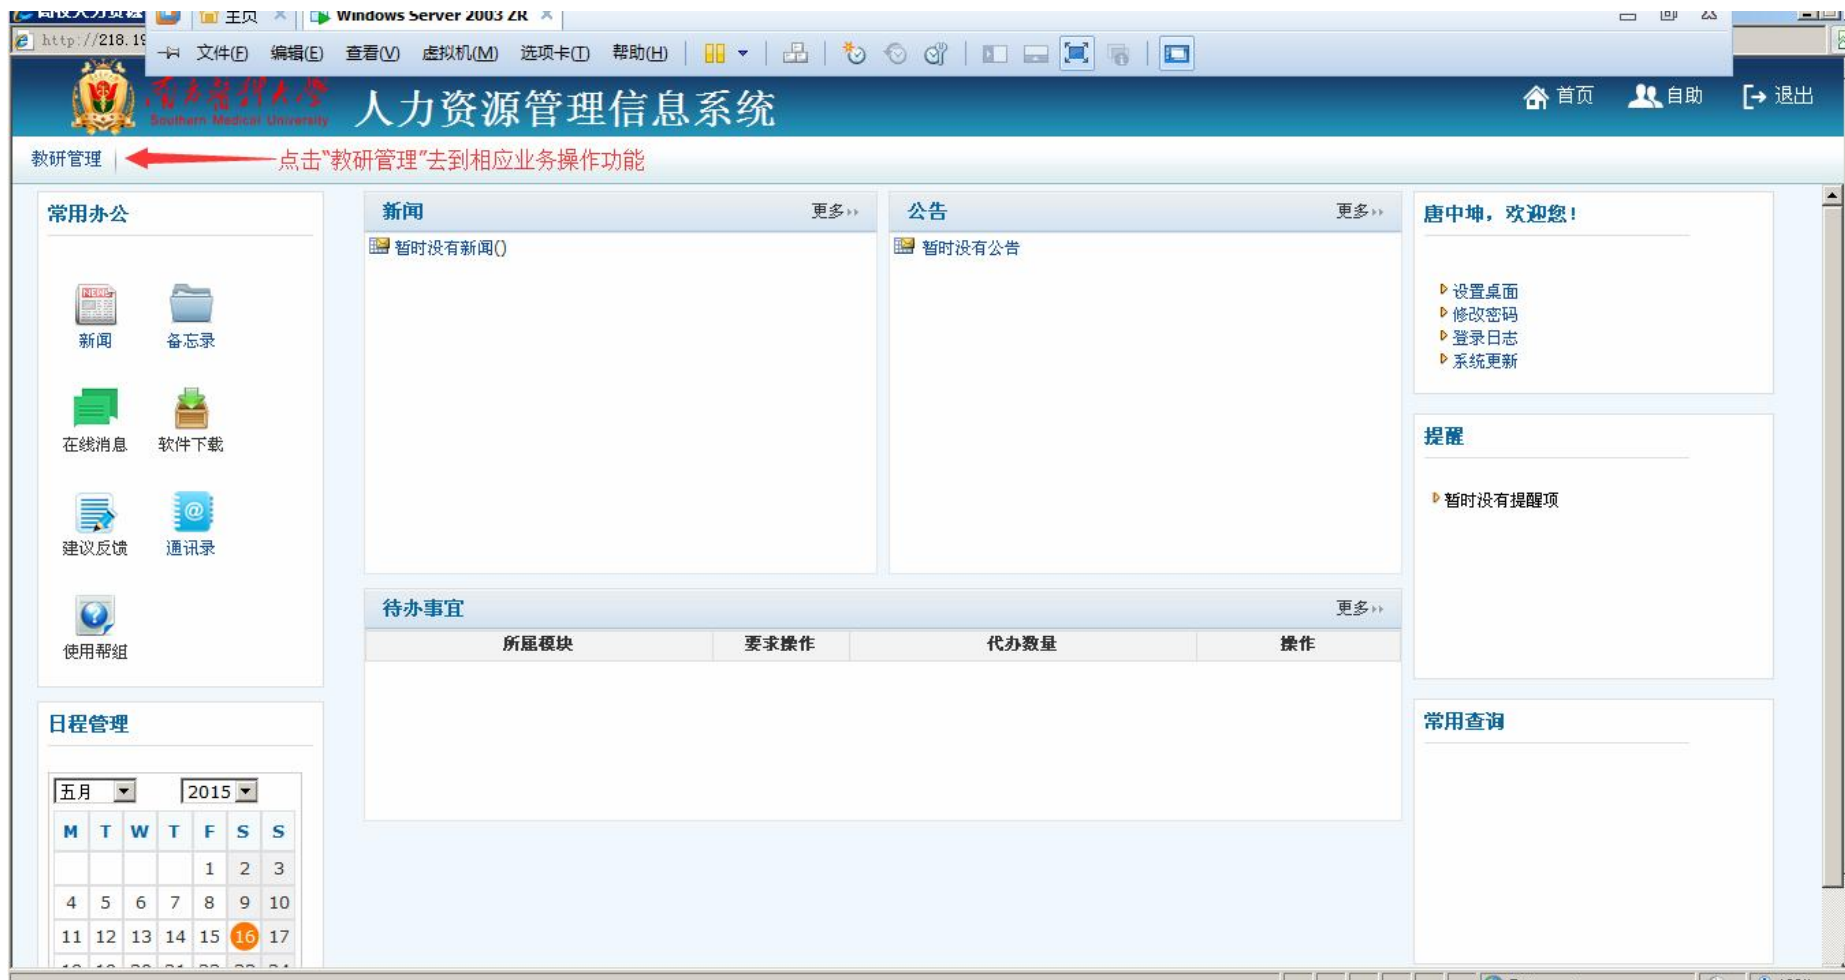 主页
Windows Server 2003 ZR
http://218.19
文件(F) 编辑(E) 查看(V) 虚拟机(M) 选项卡(T) 帮助(H)
南方醫科大學
Southern Medical University
人力资源管理信息系统
首页 自助 退出
教研管理
点击“教研管理”去到相应业务操作功能
常用办公
新闻 备忘录
在线消息 软件下载
建议反馈 通讯录
使用帮组
日程管理
五月 2015
M T W T F S S
1 2 3
4 5 6 7 8 9 10
11 12 13 14 15 16 17
新闻 更多
暂时没有新闻()
公告 更多
暂时没有公告
待办事宜 更多
所属模块 要求操作 代办数量 操作
唐中坤，欢迎您！
设置桌面
修改密码
登录日志
系统更新
提醒
暂时没有提醒项
常用查询